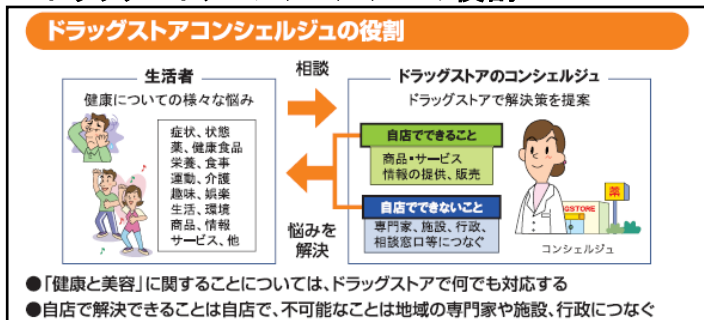 ドラッグストアコンシェルジュの役割
生活者
健康についての様々な悩み
症状、状態
薬、健康食品
栄養、食事
運動、介護
趣味、娯楽
生活、環境
商品、情報
サービス、他
相談
悩みを
解決
ドラッグストアのコンシェルジュ
ドラッグストアで解決策を提案
自店でできること
商品・サービス
情報の提供、販売
自店でできないこと
専門家、施設、行政、
相談窓口等につなぐ
薬
GSTORE
コンシェルジュ
●「健康と美容」に関することについては、ドラッグストアで何でも対応する
●自店で解決できることは自店で、不可能なことは地域の専門家や施設、行政につなぐ